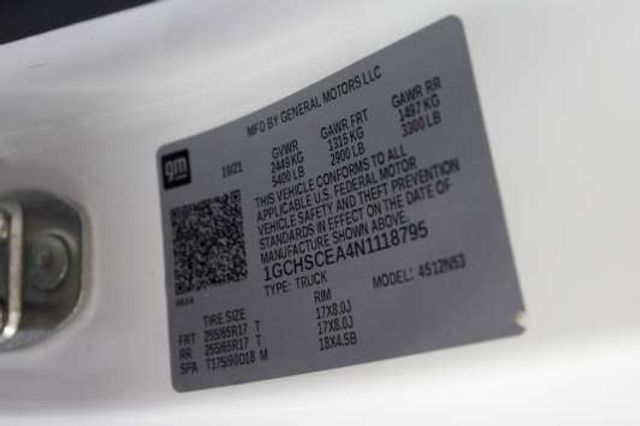 MFD BY GENERAL MOTORS LLC
gm
10/21
GVWR GAWR FRT GAWR RR
2449 KG 1315 KG 1497 KG
5400 LB 2900 LB 3300 LB
THIS VEHICLE CONFORMS TO ALL
APPLICABLE U.S. FEDERAL MOTOR
VEHICLE SAFETY AND THEFT PREVENTION
STANDARDS IN EFFECT ON THE DATE OF
MANUFACTURE SHOWN ABOVE.
1GCHSCEA4N1118795
TYPE: TRUCK MODEL: 4512N53
TIRE SIZE RIM
FRT 255/65R17 T 17X8.0J
RR 255/65R17 T 17X8.0J
SPA T175/90D18 M 18X4.5B